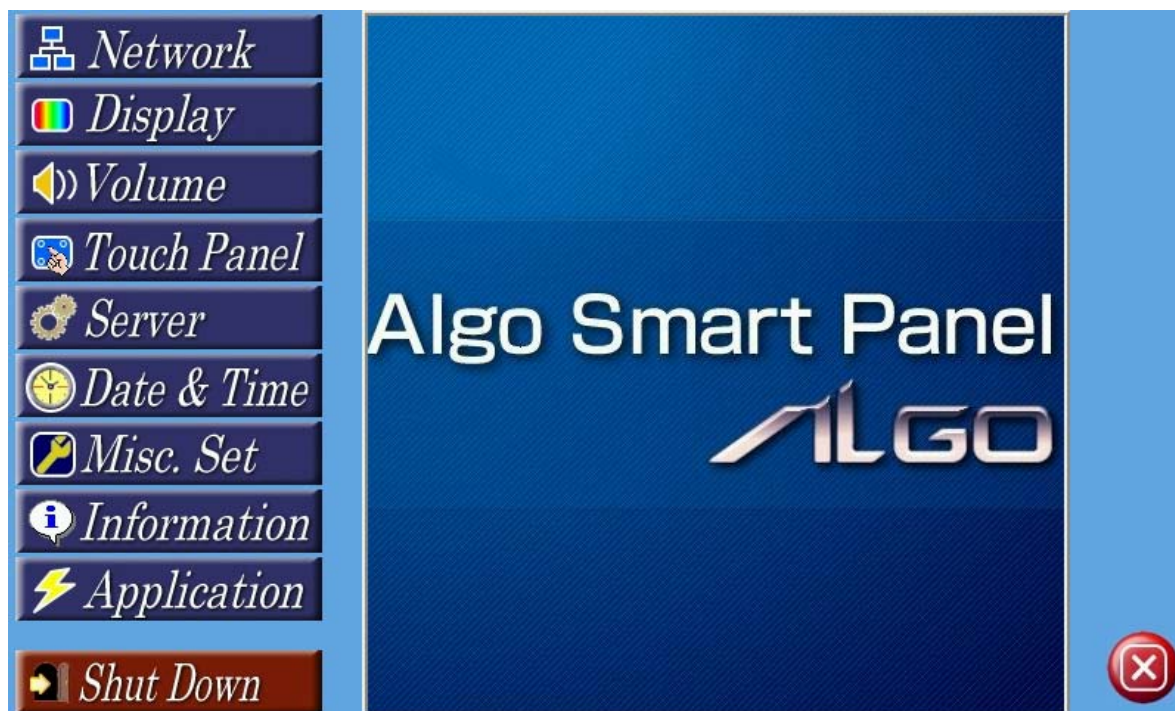 Network
Display
Volume
Touch Panel
Server
Date & Time
Misc. Set
Information
Application
Shut Down
Algo Smart Panel
ALGO